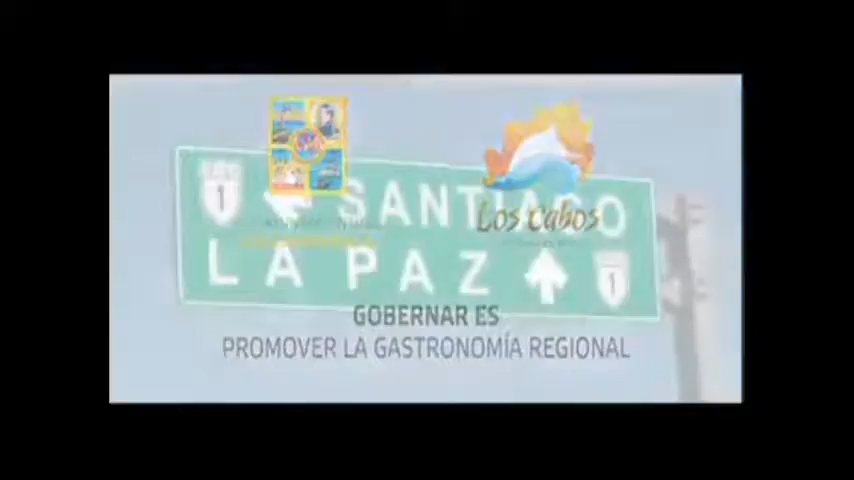 1 SANTIAGO
Los Cabos
LA PAZ 1
GOBERNAR ES
PROMOVER LA GASTRONOMÍA REGIONAL